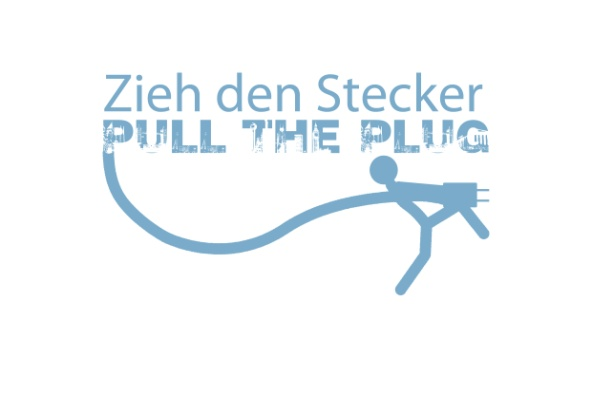 Zieh den Stecker
PULL THE PLUG